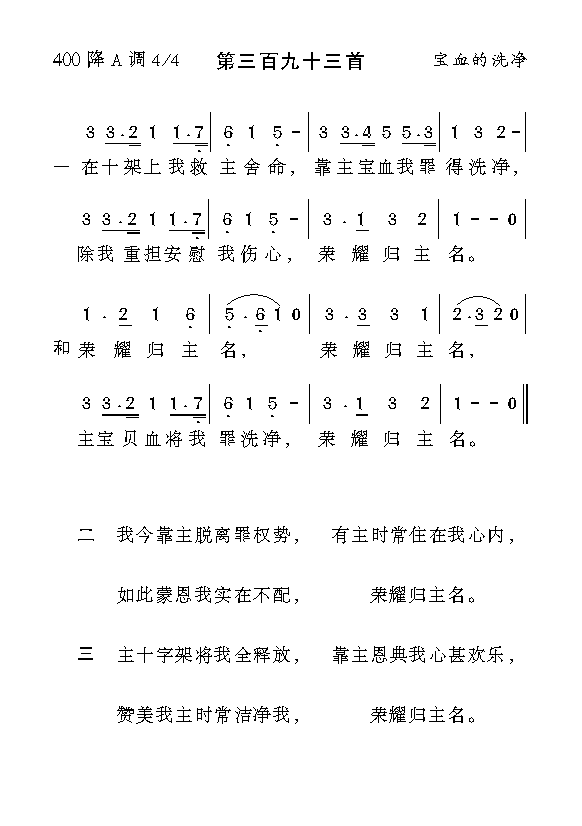 400 降 A 调 4/4 第三百九十三首 宝血的洗净
3 3·2 1 1·7 | 6 1 5 - | 3 3·4 5 5·3 | 1 3 2 - |
一 在十架上我救 主舍命，靠主宝血我罪 得洗净，
3 3·2 1 1·7 | 6 1 5 - | 3 · 1 3 2 | 1 - - 0 |
除我重担安慰 我伤心，荣耀归主名。
1 · 2 1 6 | 5 · 6 1 0 | 3 · 3 3 1 | 2 · 3 2 0 |
和 荣耀归主名，荣耀归主名，
3 3·2 1 1·7 | 6 1 5 - | 3 · 1 3 2 | 1 - - 0 ‖
主宝贝血将我 罪洗净，荣耀归主名。
二 我今靠主脱离罪权势， 有主时常住在我心内，
如此蒙恩我实在不配， 荣耀归主名。
三 主十字架将我全释放， 靠主恩典我心甚欢乐，
赞美我主时常洁净我， 荣耀归主名。